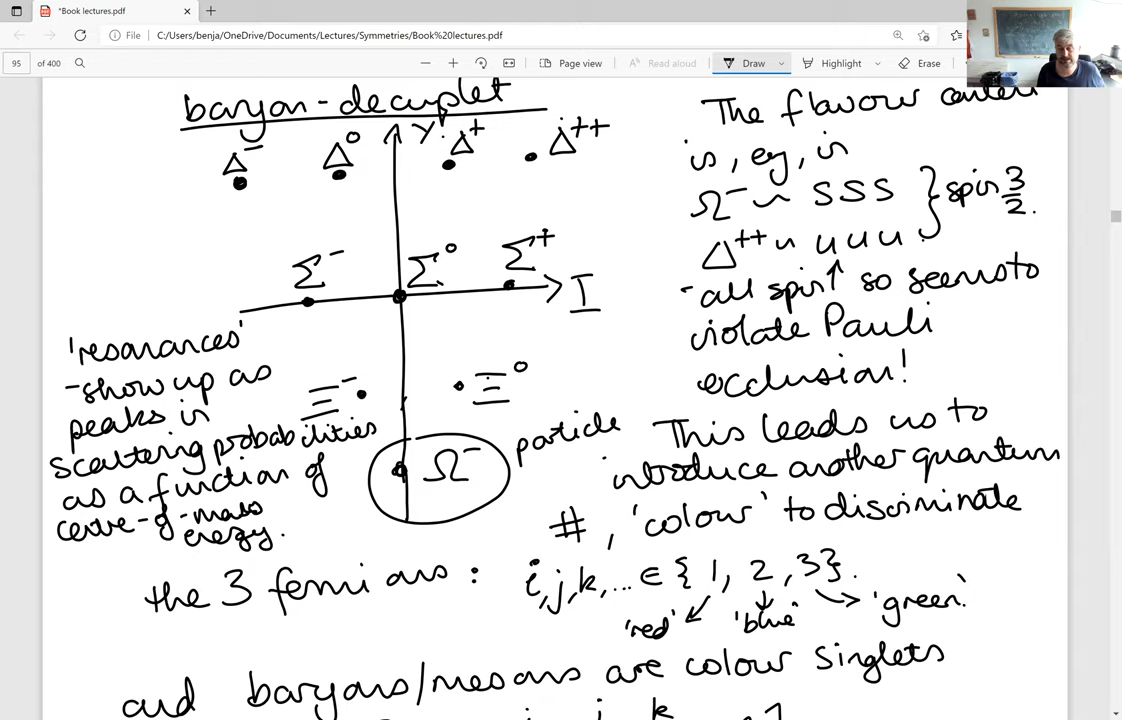 *Book lectures.pdf
File C:/Users/benja/OneDrive/Documents/Lectures/Symmetries/Book%20lectures.pdf
95 of 400
Page view
Read aloud
Draw
Highlight
Erase
baryon-decuplet
Y
Δ⁻ Δ⁰ Δ⁺ Δ⁺⁺
Σ⁻ Σ⁰ Σ⁺
I
Ξ⁻ Ξ⁰
Ω⁻ particle
'resonances'
-show up as
peaks in
scattering probabilities
as a function of
centre-of-mass
energy.
The flavour content
is, eg, in
Ω⁻ ~ SSS
Δ⁺⁺ ~ uuu
} spin 3/2.
-all spin ↑ so seems to
violate Pauli
exclusion!
This leads us to
introduce another quantum
#, 'colour' to discriminate
the 3 fermions: i,j,k,... ∈ {1, 2, 3}.
'red' 'blue' 'green'
and baryons/mesons are colour singlets